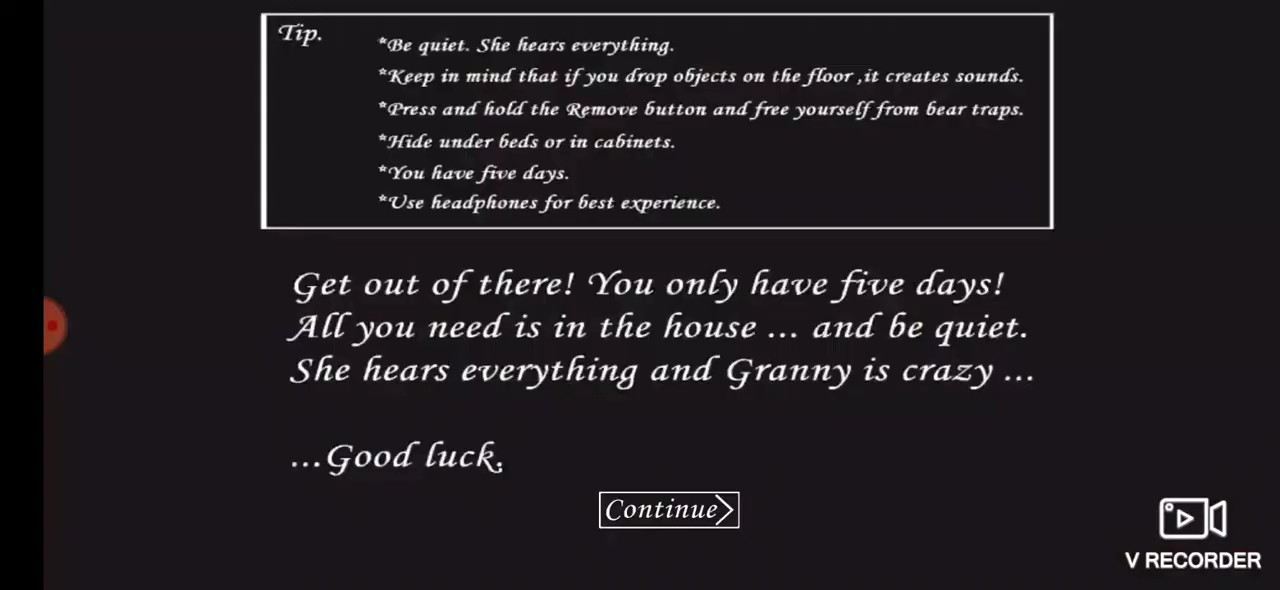 Tip.
*Be quiet. She hears everything.
*Keep in mind that if you drop objects on the floor ,it creates sounds.
*Press and hold the Remove button and free yourself from bear traps.
*Hide under beds or in cabinets.
*You have five days.
*Use headphones for best experience.
Get out of there! You only have five days!
All you need is in the house ... and be quiet.
She hears everything and Granny is crazy ...
...Good luck.
Continue
V RECORDER